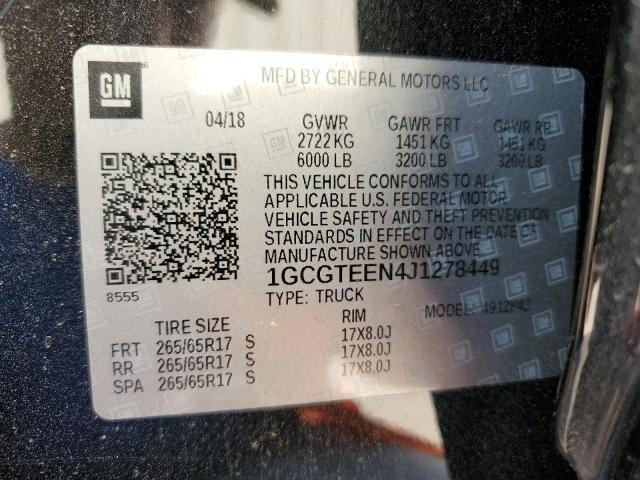 GM
MFD BY GENERAL MOTORS LLC
04/18 GVWR GAWR FRT GAWR RR
2722 KG 1451 KG 1451 KG
6000 LB 3200 LB 3200 LB
THIS VEHICLE CONFORMS TO ALL
APPLICABLE U.S. FEDERAL MOTOR
VEHICLE SAFETY AND THEFT PREVENTION
STANDARDS IN EFFECT ON THE DATE OF
MANUFACTURE SHOWN ABOVE
1GCGTEEN4J1278449
8555
TYPE: TRUCK MODEL: 4912P43
TIRE SIZE RIM
FRT 265/65R17 S 17X8.0J
RR 265/65R17 S 17X8.0J
SPA 265/65R17 S 17X8.0J